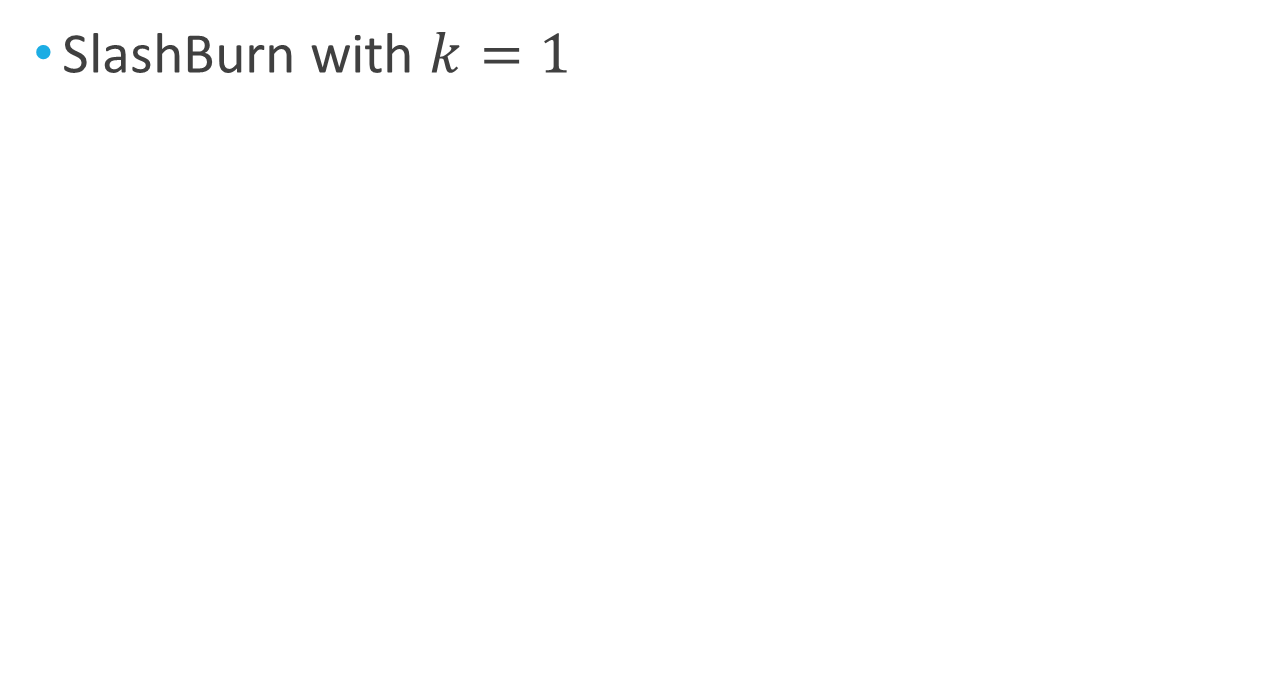 • SlashBurn with 𝑘 = 1